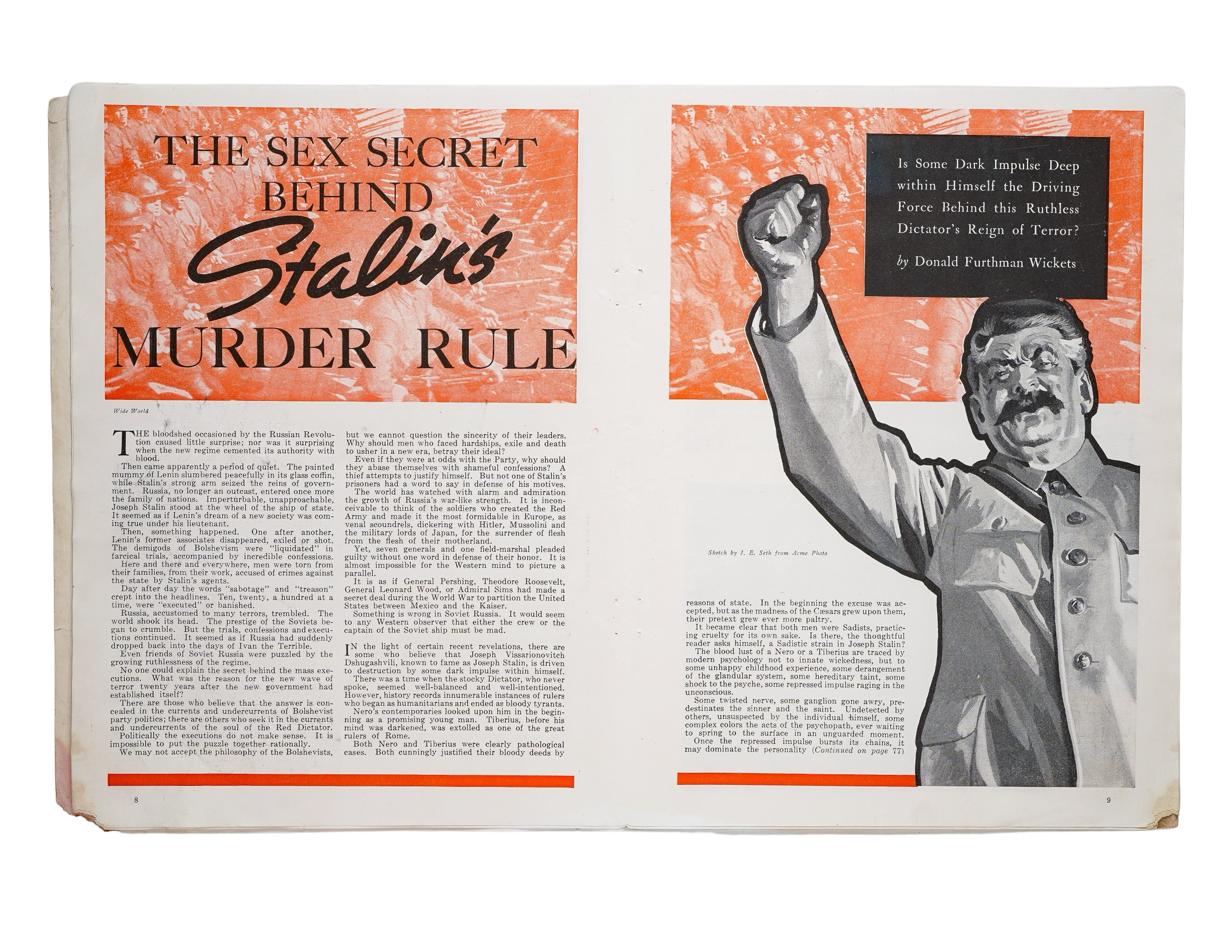 THE SEX SECRET
BEHIND
Stalin's
MURDER RULE
Wide World
THE bloodshed occasioned by the Russian Revolu-
tion caused little surprise; nor was it surprising
when the new regime cemented its authority with
blood.
Then came apparently a period of quiet. The painted
mummy of Lenin slumbered peacefully in its glass coffin,
while Stalin's strong arm seized the reins of govern-
ment. Russia, no longer an outcast, entered once more
the family of nations. Imperturbable, unapproachable,
Joseph Stalin stood at the wheel of the ship of state.
It seemed as if Lenin's dream of a new society was com-
ing true under his lieutenant.
Then, something happened. One after another,
Lenin's former associates disappeared, exiled or shot.
The demigods of Bolshevism were "liquidated" in
farcical trials, accompanied by incredible confessions.
Here and there and everywhere, men were torn from
their families, from their work, accused of crimes against
the state by Stalin's agents.
Day after day the words "sabotage" and "treason"
crept into the headlines. Ten, twenty, a hundred at a
time, were "executed" or banished.
Russia, accustomed to many terrors, trembled. The
world shook its head. The prestige of the Soviets be-
gan to crumble. But the trials, confessions and execu-
tions continued. It seemed as if Russia had suddenly
dropped back into the days of Ivan the Terrible.
Even friends of Soviet Russia were puzzled by the
growing ruthlessness of the regime.
No one could explain the secret behind the mass exe-
cutions. What was the reason for the new wave of
terror twenty years after the new government had
established itself?
There are those who believe that the answer is con-
cealed in the currents and undercurrents of Bolshevist
party politics; there are others who seek it in the currents
and undercurrents of the soul of the Red Dictator.
Politically the executions do not make sense. It is
impossible to put the puzzle together rationally.
We may not accept the philosophy of the Bolshevists,
but we cannot question the sincerity of their leaders.
Why should men who faced hardships, exile and death
to usher in a new era, betray their ideal?
Even if they were at odds with the Party, why should
they abase themselves with shameful confessions? A
thief attempts to justify himself. But not one of Stalin's
prisoners had a word to say in defense of his motives.
The world has watched with alarm and admiration
the growth of Russia's war-like strength. It is incon-
ceivable to think of the soldiers who created the Red
Army and made it the most formidable in Europe, as
venal scoundrels, dickering with Hitler, Mussolini and
the military lords of Japan, for the surrender of flesh
from the flesh of their motherland.
Yet, seven generals and one field-marshal pleaded
guilty without one word in defense of their honor. It is
almost impossible for the Western mind to picture a
parallel.
It is as if General Pershing, Theodore Roosevelt,
General Leonard Wood, or Admiral Sims had made a
secret deal during the World War to partition the United
States between Mexico and the Kaiser.
Something is wrong in Soviet Russia. It would seem
to any Western observer that either the crew or the
captain of the Soviet ship must be mad.
IN the light of certain recent revelations, there are
some who believe that Joseph Vissarionovitch
Dshugashvili, known to fame as Joseph Stalin, is driven
to destruction by some dark impulse within himself.
There was a time when the stocky Dictator, who never
spoke, seemed well-balanced and well-intentioned.
However, history records innumerable instances of rulers
who began as humanitarians and ended as bloody tyrants.
Nero's contemporaries looked upon him in the begin-
ning as a promising young man. Tiberius, before his
mind was darkened, was extolled as one of the great
rulers of Rome.
Both Nero and Tiberius were clearly pathological
cases. Both cunningly justified their bloody deeds by
8
Is Some Dark Impulse Deep
within Himself the Driving
Force Behind this Ruthless
Dictator's Reign of Terror?
by Donald Furthman Wickets
Sketch by J. E. Seth from Acme Photo
reasons of state. In the beginning the excuse was ac-
cepted, but as the madness of the Cæsars grew upon them,
their pretext grew ever more paltry.
It became clear that both men were Sadists, practic-
ing cruelty for its own sake. Is there, the thoughtful
reader asks himself, a Sadistic strain in Joseph Stalin?
The blood lust of a Nero or a Tiberius are traced by
modern psychology not to innate wickedness, but to
some unhappy childhood experience, some derangement
of the glandular system, some hereditary taint, some
shock to the psyche, some repressed impulse raging in the
unconscious.
Some twisted nerve, some ganglion gone awry, pre-
destinates the sinner and the saint. Undetected by
others, unsuspected by the individual himself, some
complex colors the acts of the psychopath, ever waiting
to spring to the surface in an unguarded moment.
Once the repressed impulse bursts its chains, it
may dominate the personality (Continued on page 77)
9